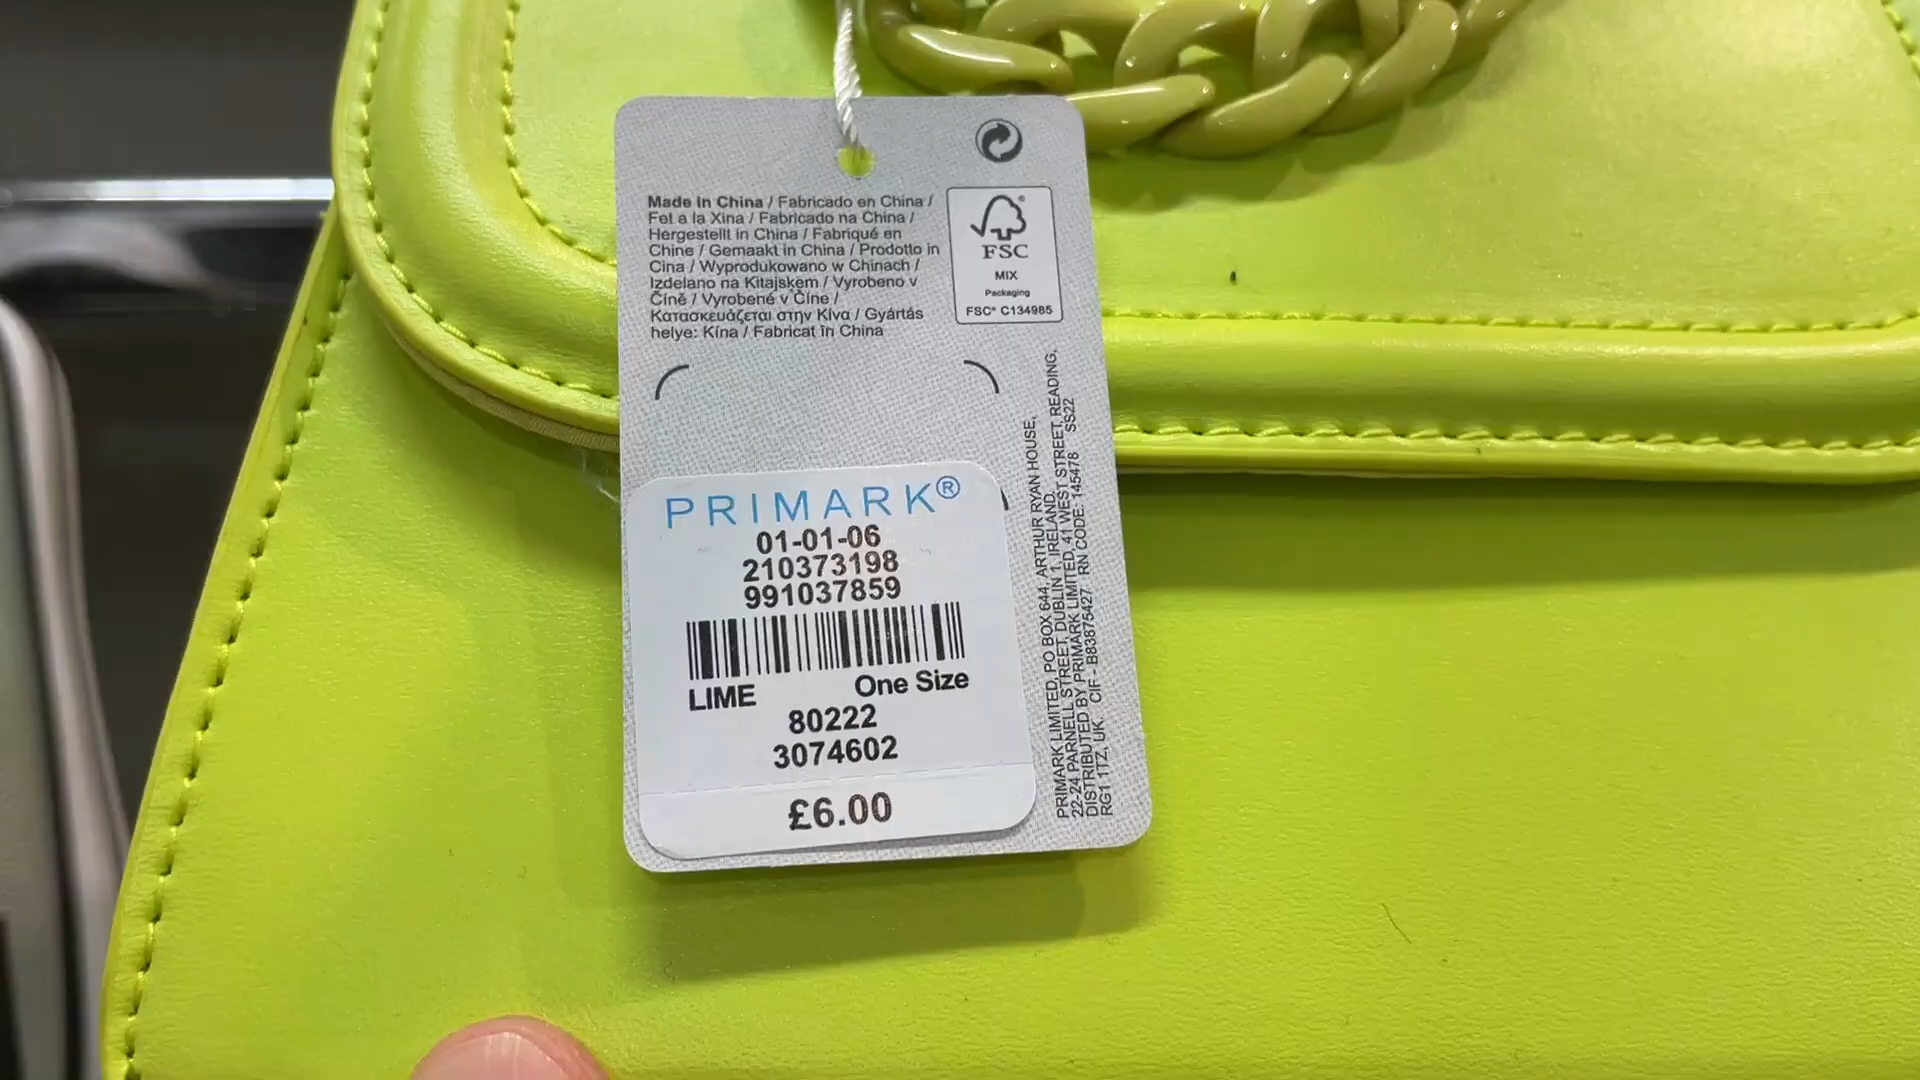 Made in China / Fabricado en China /
Fet a la Xina / Fabricado na China /
Hergestellt in China / Fabriqué en
Chine / Gemaakt in China / Prodotto in
Cina / Wyprodukowano w Chinach /
Izdelano na Kitajskem / Vyrobeno v
Číně / Vyrobené v Číne /
Κατασκευάζεται στην Κίνα / Gyártás
helye: Kína / Fabricat în China
FSC®
MIX
Packaging
FSC® C134985
PRIMARK®
01-01-06
210373198
991037859
LIME One Size
80222
3074602
£6.00
PRIMARK LIMITED, PO BOX 644, ARTHUR RYAN HOUSE,
22-24 PARNELL STREET, DUBLIN 1, IRELAND.
DISTRIBUTED BY PRIMARK LIMITED, 41 WEST STREET, READING,
RG1 1TZ, UK CIF - B83875427 RN CODE: 145478 SS22